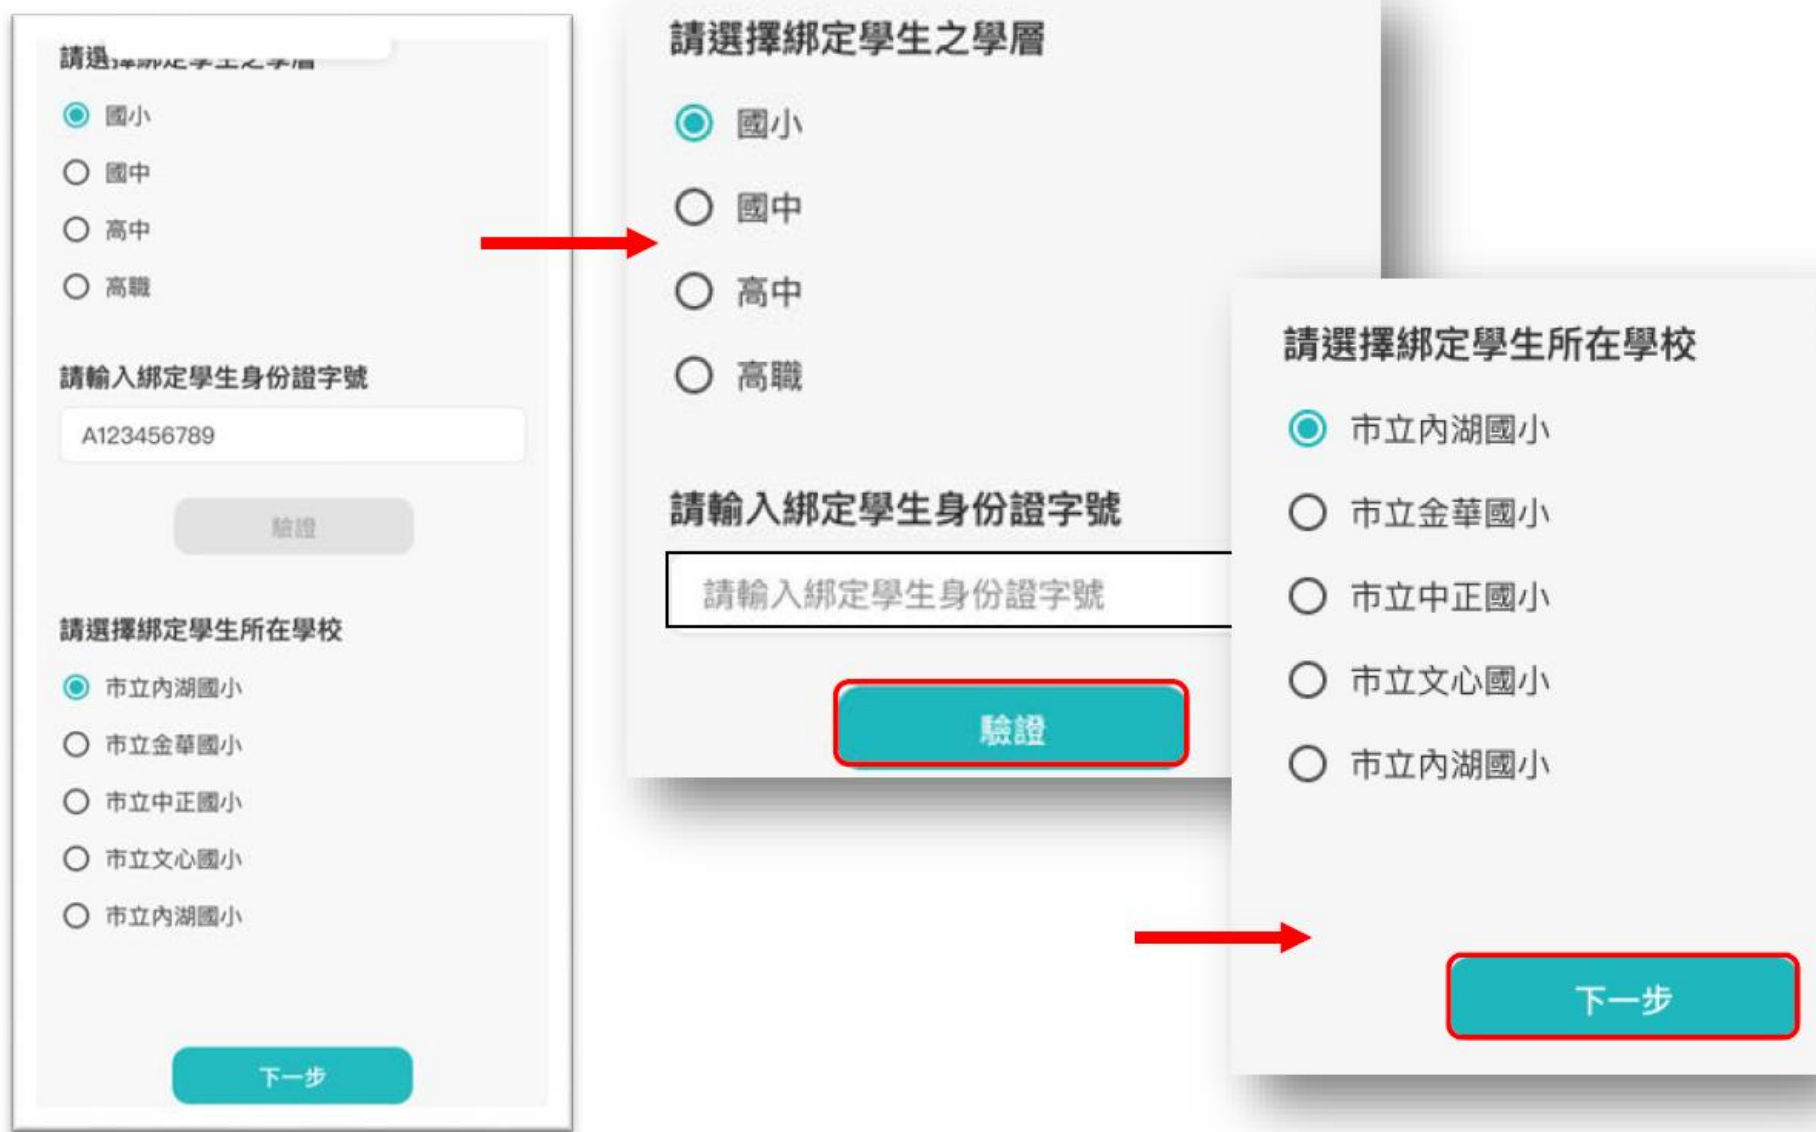 請選擇綁定學生之學層
國小
國中
高中
高職
請輸入綁定學生身份證字號
A123456789
驗證
請選擇綁定學生所在學校
市立內湖國小
市立金華國小
市立中正國小
市立文心國小
市立內湖國小
下一步
請選擇綁定學生之學層
國小
國中
高中
高職
請輸入綁定學生身份證字號
請輸入綁定學生身份證字號
驗證
請選擇綁定學生所在學校
市立內湖國小
市立金華國小
市立中正國小
市立文心國小
市立內湖國小
下一步